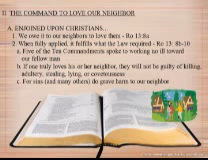 II. THE COMMAND TO LOVE OUR NEIGHBOR
A. ENJOINED UPON CHRISTIANS...
1. We owe it to our neighbors to love them - Ro 13:8a
2. When fully applied, it fulfills what the Law required - Ro 13: 8b-10
a. Five of the Ten Commandments spoke to working no ill toward
our fellow man
b. If one truly loves his or her neighbor, they will not be guilty of killing,
adultery, stealing, lying, or covetousness
c. For sins (and many others) do grave harm to our neighbor